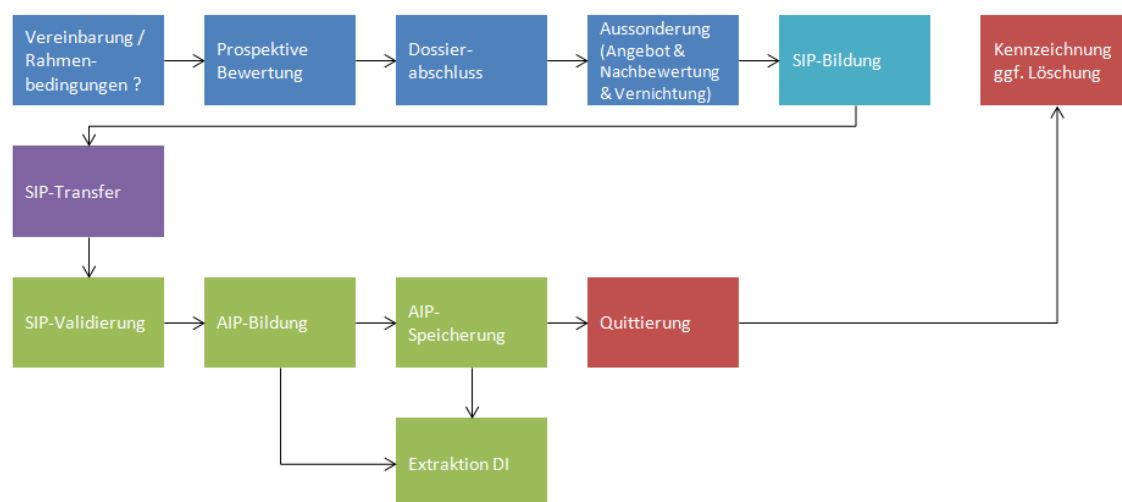 Vereinbarung /
Rahmen-
bedingungen ?
Prospektive
Bewertung
Dossier-
abschluss
Aussonderung
(Angebot &
Nachbewertung
& Vernichtung)
SIP-Bildung
Kennzeichnung
ggf. Löschung
SIP-Transfer
SIP-Validierung
AIP-Bildung
AIP-
Speicherung
Quittierung
Extraktion DI